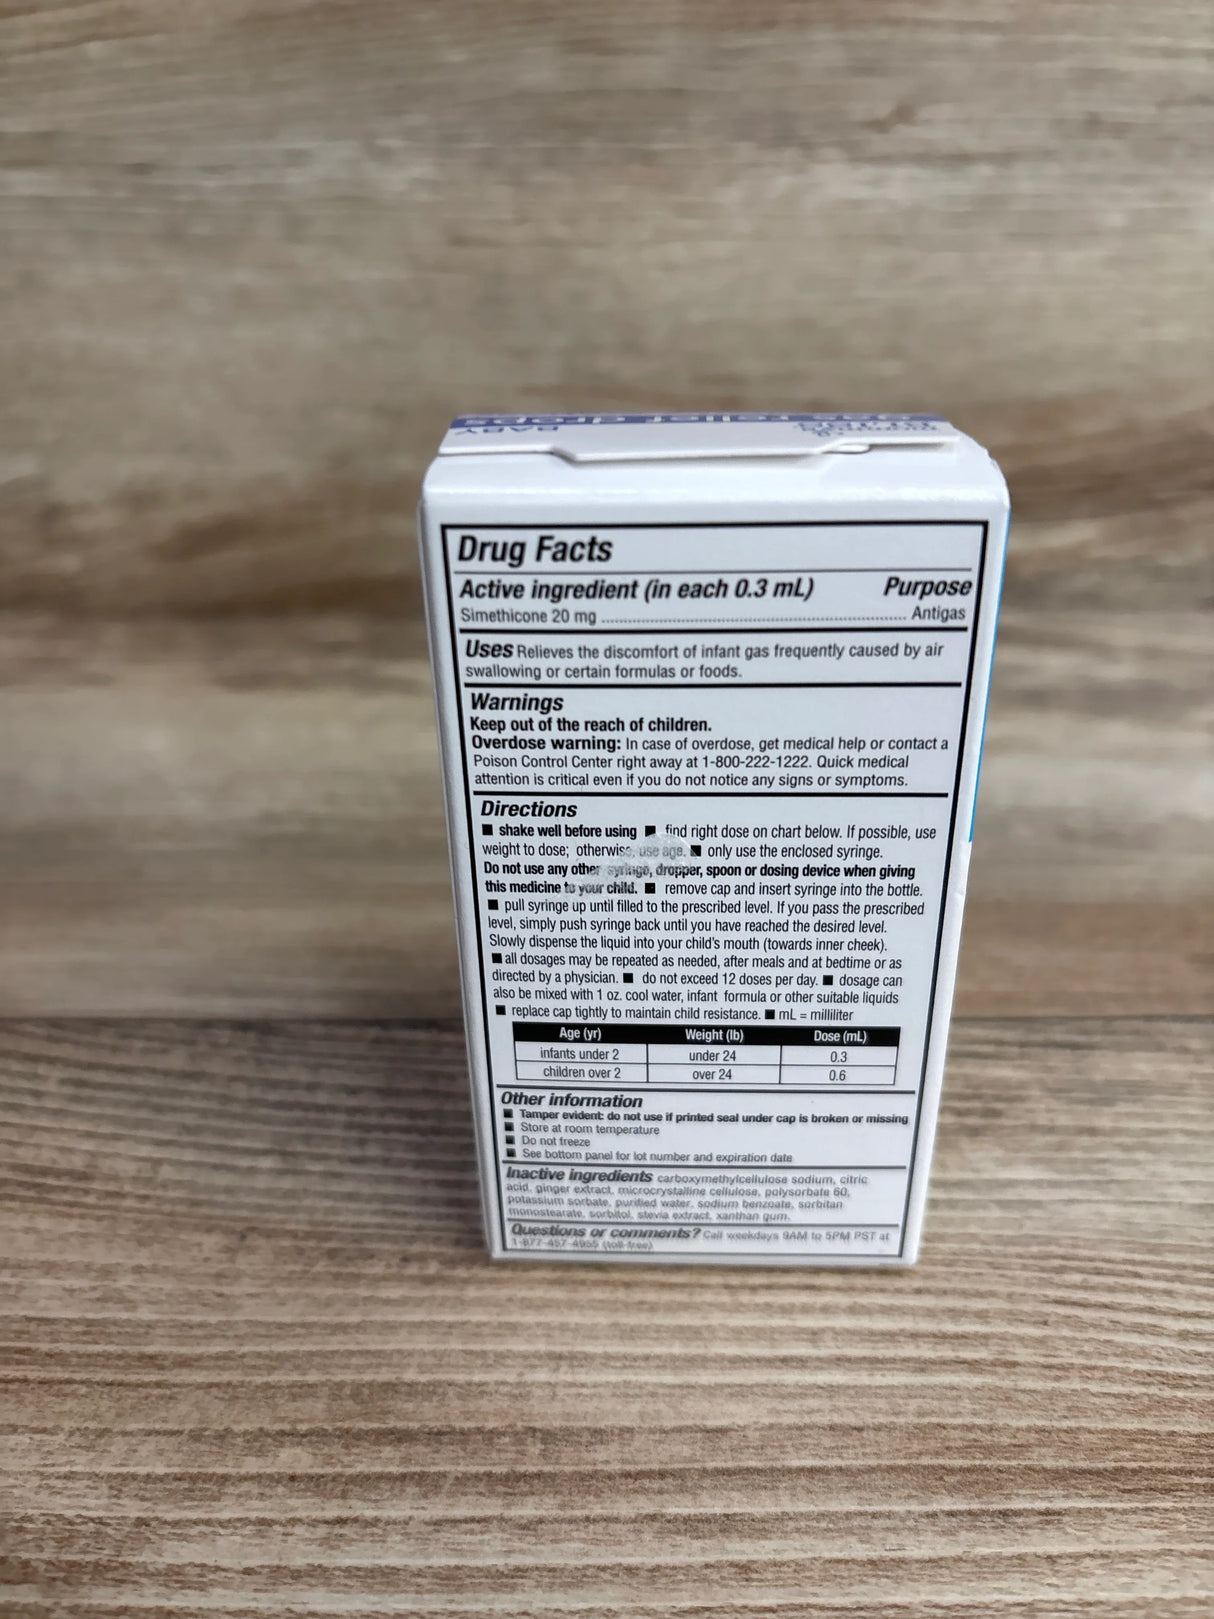 gas relief drops
BABY
Drug Facts
Active ingredient (in each 0.3 mL) Purpose
Simethicone 20 mg ........................................................................ Antigas
Uses Relieves the discomfort of infant gas frequently caused by air
swallowing or certain formulas or foods.
Warnings
Keep out of the reach of children.
Overdose warning: In case of overdose, get medical help or contact a
Poison Control Center right away at 1-800-222-1222. Quick medical
attention is critical even if you do not notice any signs or symptoms.
Directions
■ shake well before using ■ find right dose on chart below. If possible, use
weight to dose; otherwise, use age. ■ only use the enclosed syringe.
Do not use any other syringe, dropper, spoon or dosing device when giving
this medicine to your child. ■ remove cap and insert syringe into the bottle.
■ pull syringe up until filled to the prescribed level. If you pass the prescribed
level, simply push syringe back until you have reached the desired level.
Slowly dispense the liquid into your child's mouth (towards inner cheek).
■ all dosages may be repeated as needed, after meals and at bedtime or as
directed by a physician. ■ do not exceed 12 doses per day. ■ dosage can
also be mixed with 1 oz. cool water, infant formula or other suitable liquids
■ replace cap tightly to maintain child resistance. ■ mL = milliliter
Age (yr) Weight (lb) Dose (mL)
infants under 2 under 24 0.3
children over 2 over 24 0.6
Other information
■ Tamper evident: do not use if printed seal under cap is broken or missing
■ Store at room temperature
■ Do not freeze
■ See bottom panel for lot number and expiration date
Inactive ingredients carboxymethylcellulose sodium, citric
acid, ginger extract, microcrystalline cellulose, polysorbate 60,
potassium sorbate, purified water, sodium benzoate, sorbitan
monostearate, sorbitol, stevia extract, xanthan gum.
Questions or comments? Call weekdays 9AM to 5PM PST at
1-877-457-4955 (toll-free)